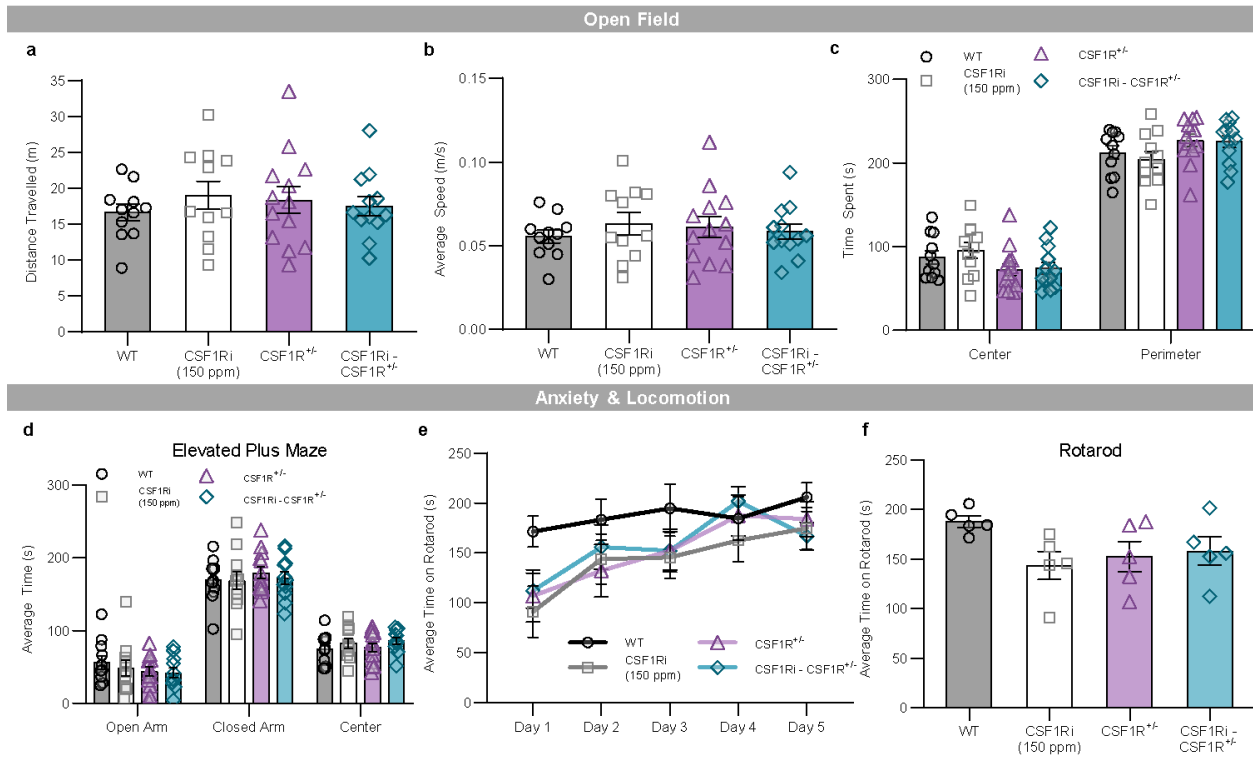 Open Field
a
Distance Travelled (m)
35
30
25
20
15
10
5
0
WT
CSF1Ri
(150 ppm)
CSF1R+/-
CSF1Ri -
CSF1R+/-
b
Average Speed (m/s)
0.15
0.10
0.05
0.00
WT
CSF1Ri
(150 ppm)
CSF1R+/-
CSF1Ri -
CSF1R+/-
c
WT
CSF1Ri
(150 ppm)
CSF1R+/-
CSF1Ri - CSF1R+/-
Time Spent (s)
300
200
100
0
Center
Perimeter
Anxiety & Locomotion
d
Elevated Plus Maze
WT
CSF1Ri
(150 ppm)
CSF1R+/-
CSF1Ri - CSF1R+/-
Average Time (s)
300
200
100
0
Open Arm
Closed Arm
Center
e
Average Time on Rotarod (s)
250
200
150
100
50
0
WT
CSF1Ri
(150 ppm)
CSF1R+/-
CSF1Ri - CSF1R+/-
Day 1
Day 2
Day 3
Day 4
Day 5
f
Rotarod
Average Time on Rotarod (s)
250
200
150
100
50
0
WT
CSF1Ri
(150 ppm)
CSF1R+/-
CSF1Ri -
CSF1R+/-